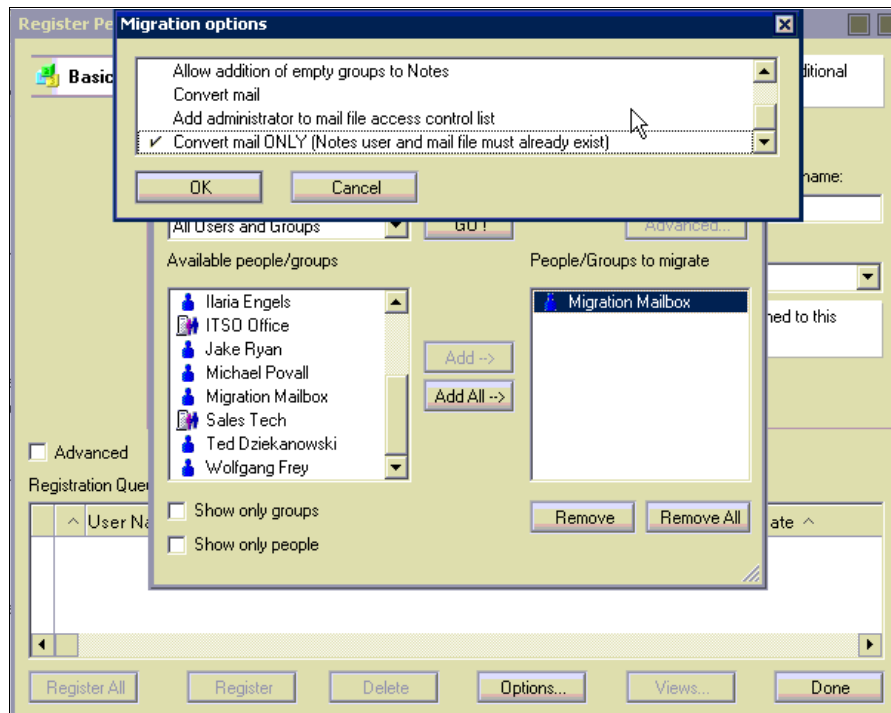 Register Pe
Migration options
Basic
Allow addition of empty groups to Notes
Convert mail
Add administrator to mail file access control list
✓ Convert mail ONLY (Notes user and mail file must already exist)
OK
Cancel
ditional
name:
All Users and Groups
GO !
Advanced...
Available people/groups
People/Groups to migrate
Ilaria Engels
ITSO Office
Jake Ryan
Michael Povall
Migration Mailbox
Sales Tech
Ted Dziekanowski
Wolfgang Frey
Migration Mailbox
ned to this
Add -->
Add All -->
Advanced
Registration Que
Show only groups
Show only people
Remove
Remove All
User Na
ate
Register All
Register
Delete
Options...
Views...
Done